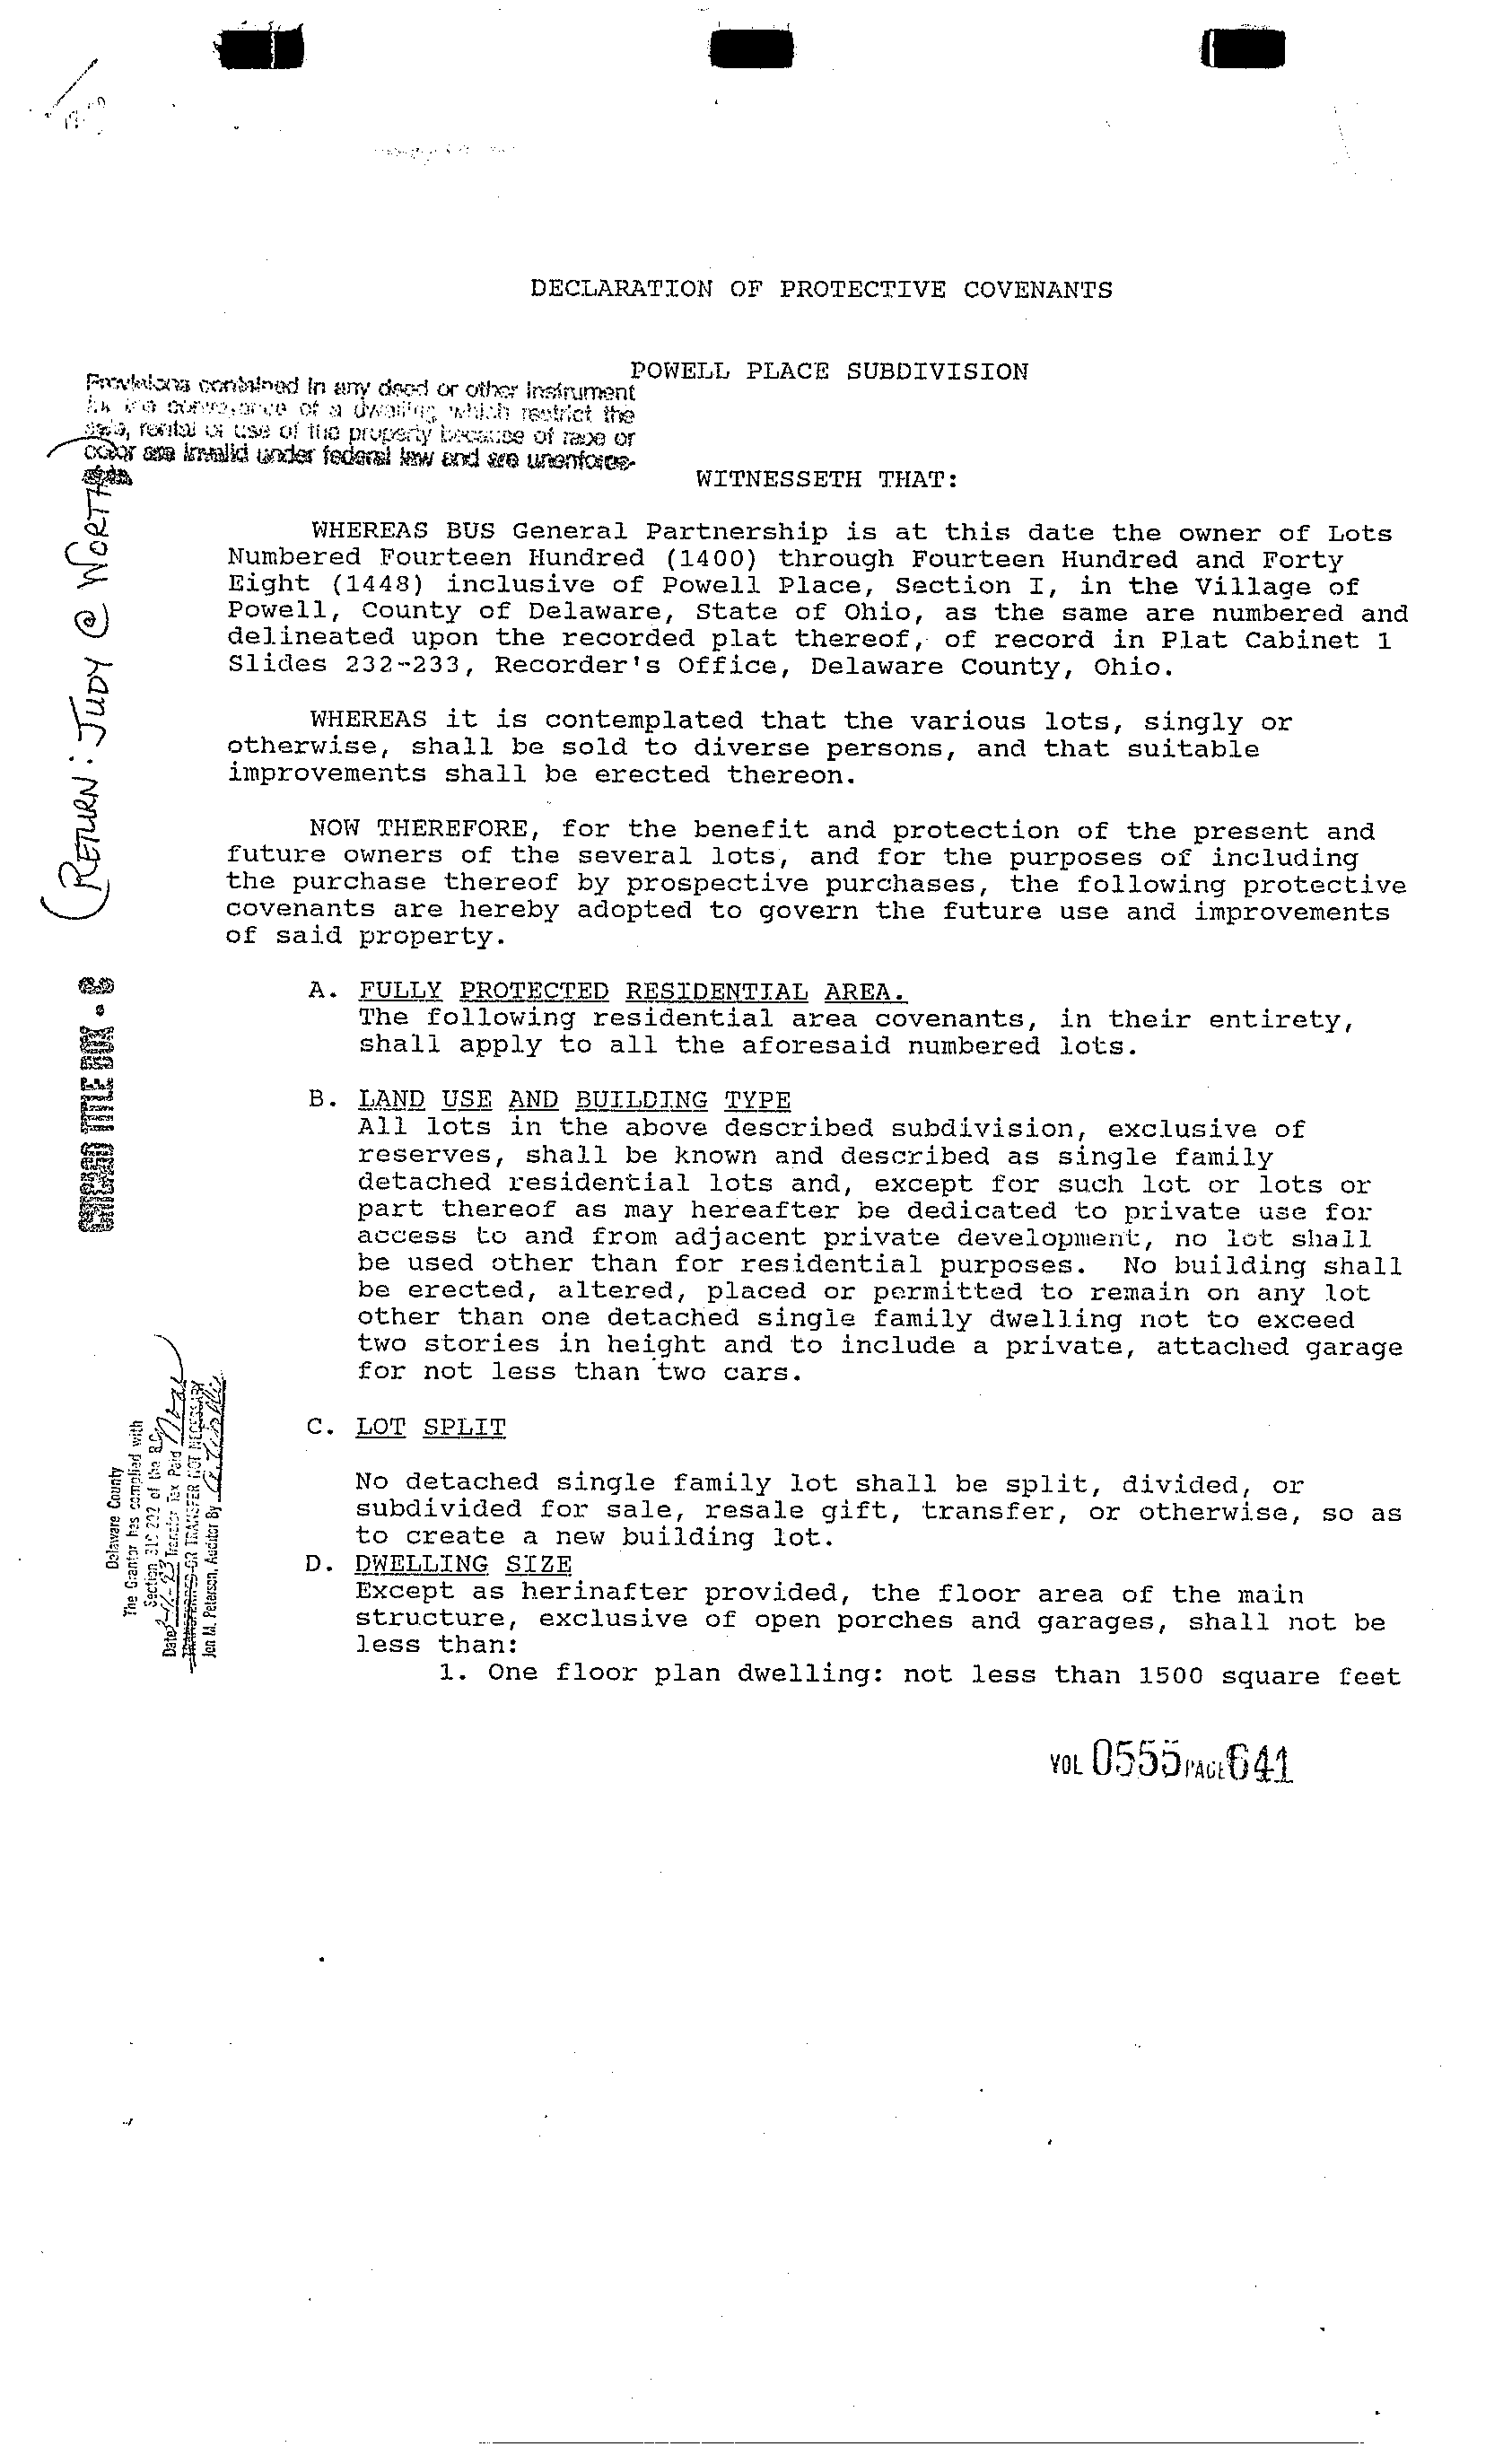 DECLARATION OF PROTECTIVE COVENANTS
POWELL PLACE SUBDIVISION
Provisions contained in any deed or other instrument
for the conveyance of a dwelling which restrict the
sale, rental or use of the property because of race or
color are invalid under federal law and are unenforce-
WITNESSETH THAT:
WHEREAS BUS General Partnership is at this date the owner of Lots
Numbered Fourteen Hundred (1400) through Fourteen Hundred and Forty
Eight (1448) inclusive of Powell Place, Section I, in the Village of
Powell, County of Delaware, State of Ohio, as the same are numbered and
delineated upon the recorded plat thereof, of record in Plat Cabinet 1
Slides 232-233, Recorder's Office, Delaware County, Ohio.
WHEREAS it is contemplated that the various lots, singly or
otherwise, shall be sold to diverse persons, and that suitable
improvements shall be erected thereon.
NOW THEREFORE, for the benefit and protection of the present and
future owners of the several lots, and for the purposes of including
the purchase thereof by prospective purchases, the following protective
covenants are hereby adopted to govern the future use and improvements
of said property.
A. FULLY PROTECTED RESIDENTIAL AREA.
The following residential area covenants, in their entirety,
shall apply to all the aforesaid numbered lots.
B. LAND USE AND BUILDING TYPE
All lots in the above described subdivision, exclusive of
reserves, shall be known and described as single family
detached residential lots and, except for such lot or lots or
part thereof as may hereafter be dedicated to private use for
access to and from adjacent private development, no lot shall
be used other than for residential purposes. No building shall
be erected, altered, placed or permitted to remain on any lot
other than one detached single family dwelling not to exceed
two stories in height and to include a private, attached garage
for not less than two cars.
C. LOT SPLIT
No detached single family lot shall be split, divided, or
subdivided for sale, resale gift, transfer, or otherwise, so as
to create a new building lot.
D. DWELLING SIZE
Except as herinafter provided, the floor area of the main
structure, exclusive of open porches and garages, shall not be
less than:
1. One floor plan dwelling: not less than 1500 square feet
VOL 0555 PAGE 641
(RETURN: JUDY @ WORTH
CHICAGO TITLE BOX -
Delaware County
The Grantor has complied with
Section 319.202 of the R.C.
Date Transfer Tax Paid
TRANSFERRED OR TRANSFER NOT NECESSARY
Jon M. Peterson, Auditor By